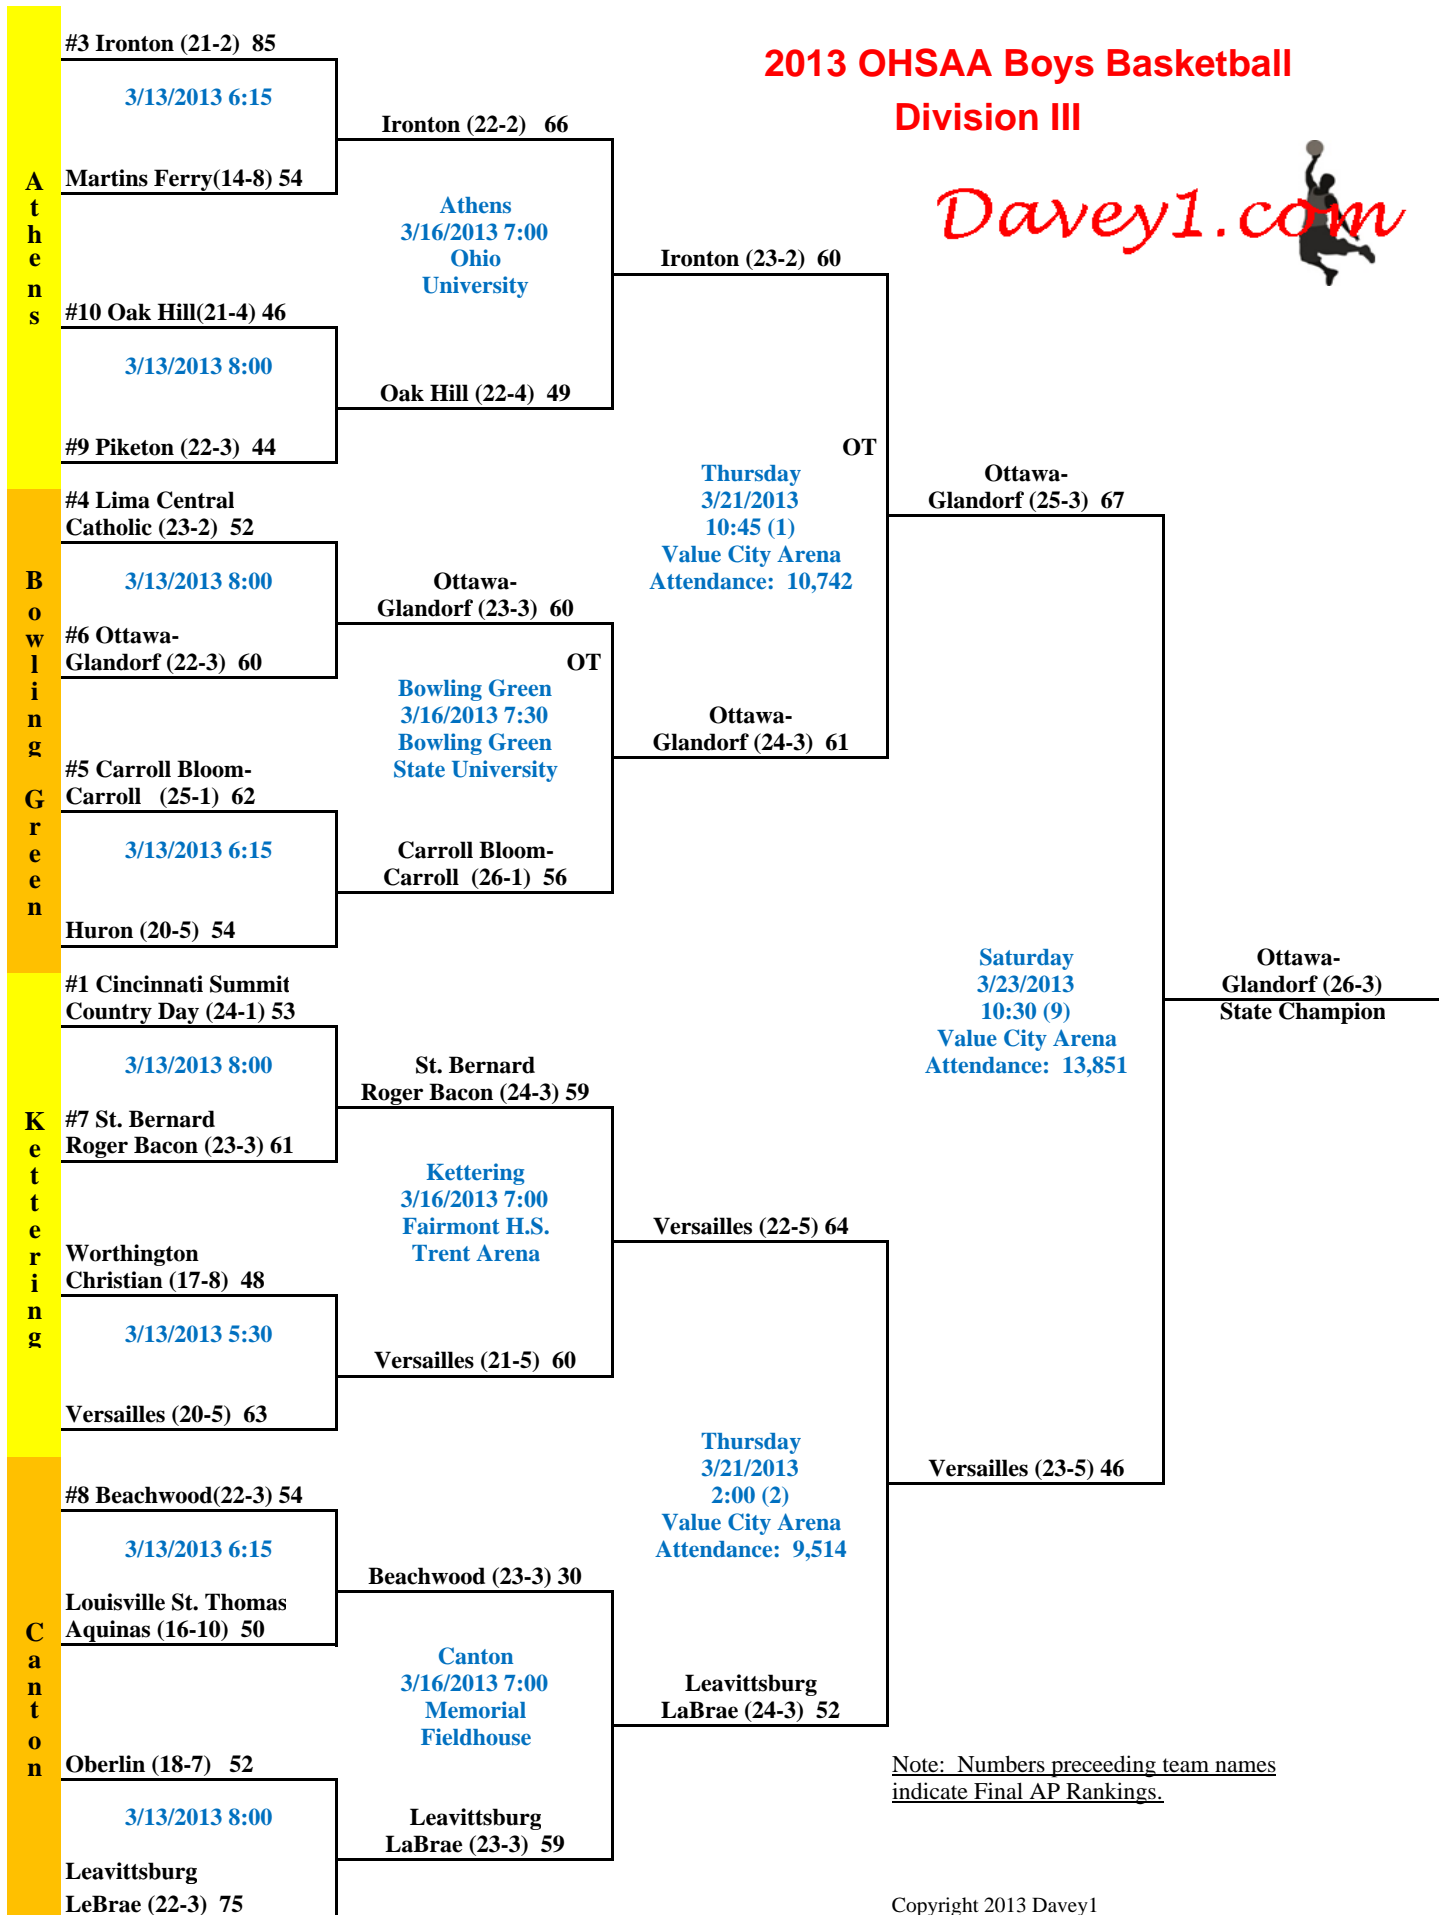 2013 OHSAA Boys Basketball
Division III
Davey1.com
Athens
#3 Ironton (21-2) 85
3/13/2013 6:15
Martins Ferry(14-8) 54
#10 Oak Hill(21-4) 46
3/13/2013 8:00
#9 Piketon (22-3) 44
Bowling Green
#4 Lima Central
Catholic (23-2) 52
3/13/2013 8:00
#6 Ottawa-
Glandorf (22-3) 60
#5 Carroll Bloom-
Carroll (25-1) 62
3/13/2013 6:15
Huron (20-5) 54
Kettering
#1 Cincinnati Summit
Country Day (24-1) 53
3/13/2013 8:00
#7 St. Bernard
Roger Bacon (23-3) 61
Worthington
Christian (17-8) 48
3/13/2013 5:30
Versailles (20-5) 63
Canton
#8 Beachwood(22-3) 54
3/13/2013 6:15
Louisville St. Thomas
Aquinas (16-10) 50
Oberlin (18-7) 52
3/13/2013 8:00
Leavittsburg
LeBrae (22-3) 75
Ironton (22-2) 66
Athens
3/16/2013 7:00
Ohio
University
Oak Hill (22-4) 49
Ottawa-
Glandorf (23-3) 60
OT
Bowling Green
3/16/2013 7:30
Bowling Green
State University
Carroll Bloom-
Carroll (26-1) 56
St. Bernard
Roger Bacon (24-3) 59
Kettering
3/16/2013 7:00
Fairmont H.S.
Trent Arena
Versailles (21-5) 60
Beachwood (23-3) 30
Canton
3/16/2013 7:00
Memorial
Fieldhouse
Leavittsburg
LaBrae (23-3) 59
Ironton (23-2) 60
OT
Thursday
3/21/2013
10:45 (1)
Value City Arena
Attendance: 10,742
Ottawa-
Glandorf (24-3) 61
Versailles (22-5) 64
Thursday
3/21/2013
2:00 (2)
Value City Arena
Attendance: 9,514
Leavittsburg
LaBrae (24-3) 52
Ottawa-
Glandorf (25-3) 67
Saturday
3/23/2013
10:30 (9)
Value City Arena
Attendance: 13,851
Versailles (23-5) 46
Ottawa-
Glandorf (26-3)
State Champion
Note: Numbers preceeding team names
indicate Final AP Rankings.
Copyright 2013 Davey1